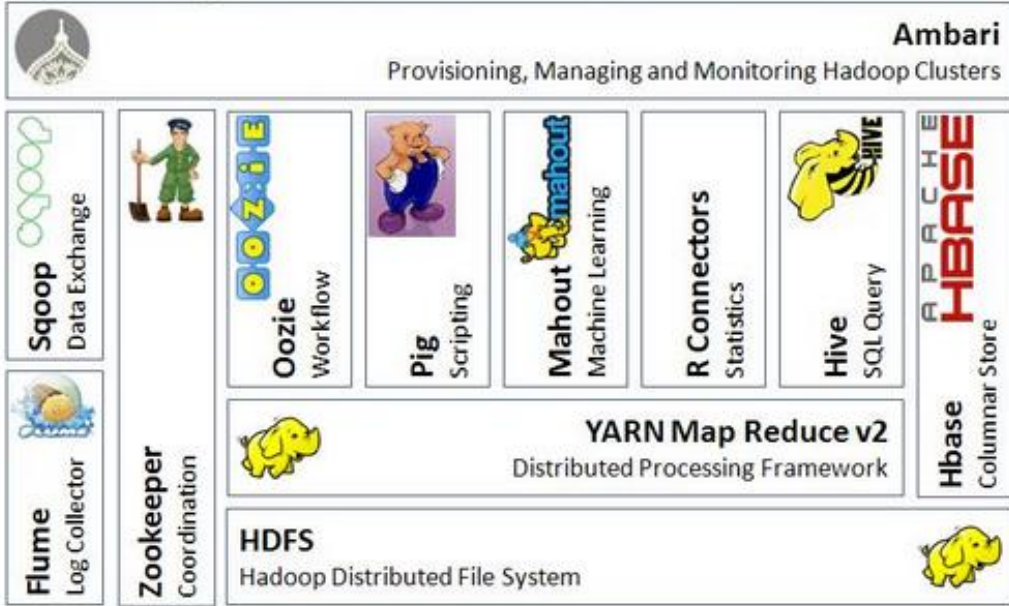 Ambari
Provisioning, Managing and Monitoring Hadoop Clusters
sqoop
Sqoop
Data Exchange
Flume
Log Collector
Zookeeper
Coordination
OOZiE
Oozie
Workflow
Pig
Scripting
mahout
Mahout
Machine Learning
R Connectors
Statistics
HIVE
Hive
SQL Query
APACHE
HBASE
Hbase
Columnar Store
YARN Map Reduce v2
Distributed Processing Framework
HDFS
Hadoop Distributed File System